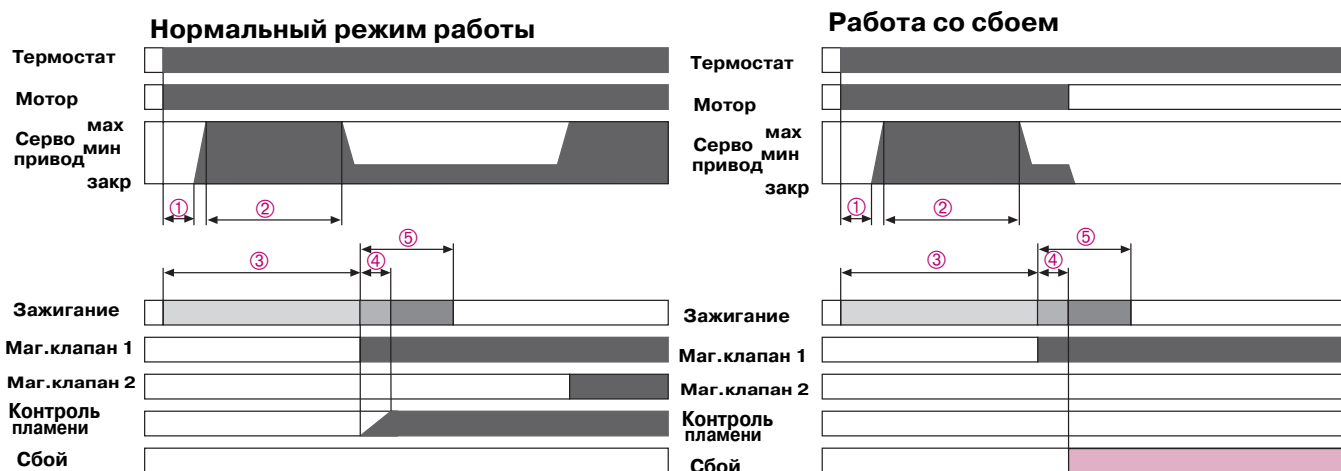 Нормальный режим работы
Термостат
Мотор
Серво
привод
мах
мин
закр
①
②
③
④
⑤
Зажигание
Маг.клапан 1
Маг.клапан 2
Контроль
пламени
Сбой
Работа со сбоем
Термостат
Мотор
Серво
привод
мах
мин
закр
①
②
③
④
⑤
Зажигание
Маг.клапан 1
Маг.клапан 2
Контроль
пламени
Сбой